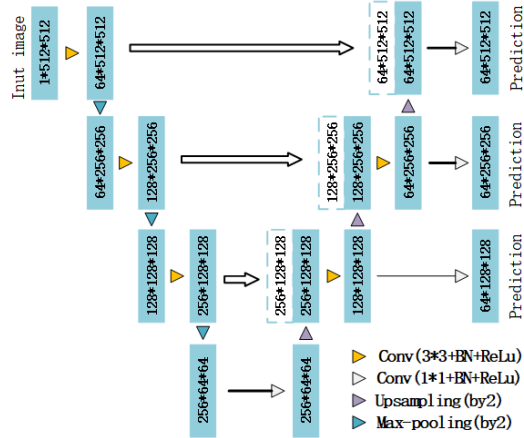 Inut image
1*512*512
64*512*512
64*512*512
64*512*512
64*512*512
Prediction
64*256*256
128*256*256
128*256*256
128*256*256
64*256*256
64*256*256
Prediction
128*128*128
256*128*128
256*128*128
256*128*128
128*128*128
64*128*128
Prediction
256*64*64
256*64*64
Conv(3*3+BN+ReLu)
Conv(1*1+BN+ReLu)
Upsampling(by2)
Max-pooling(by2)